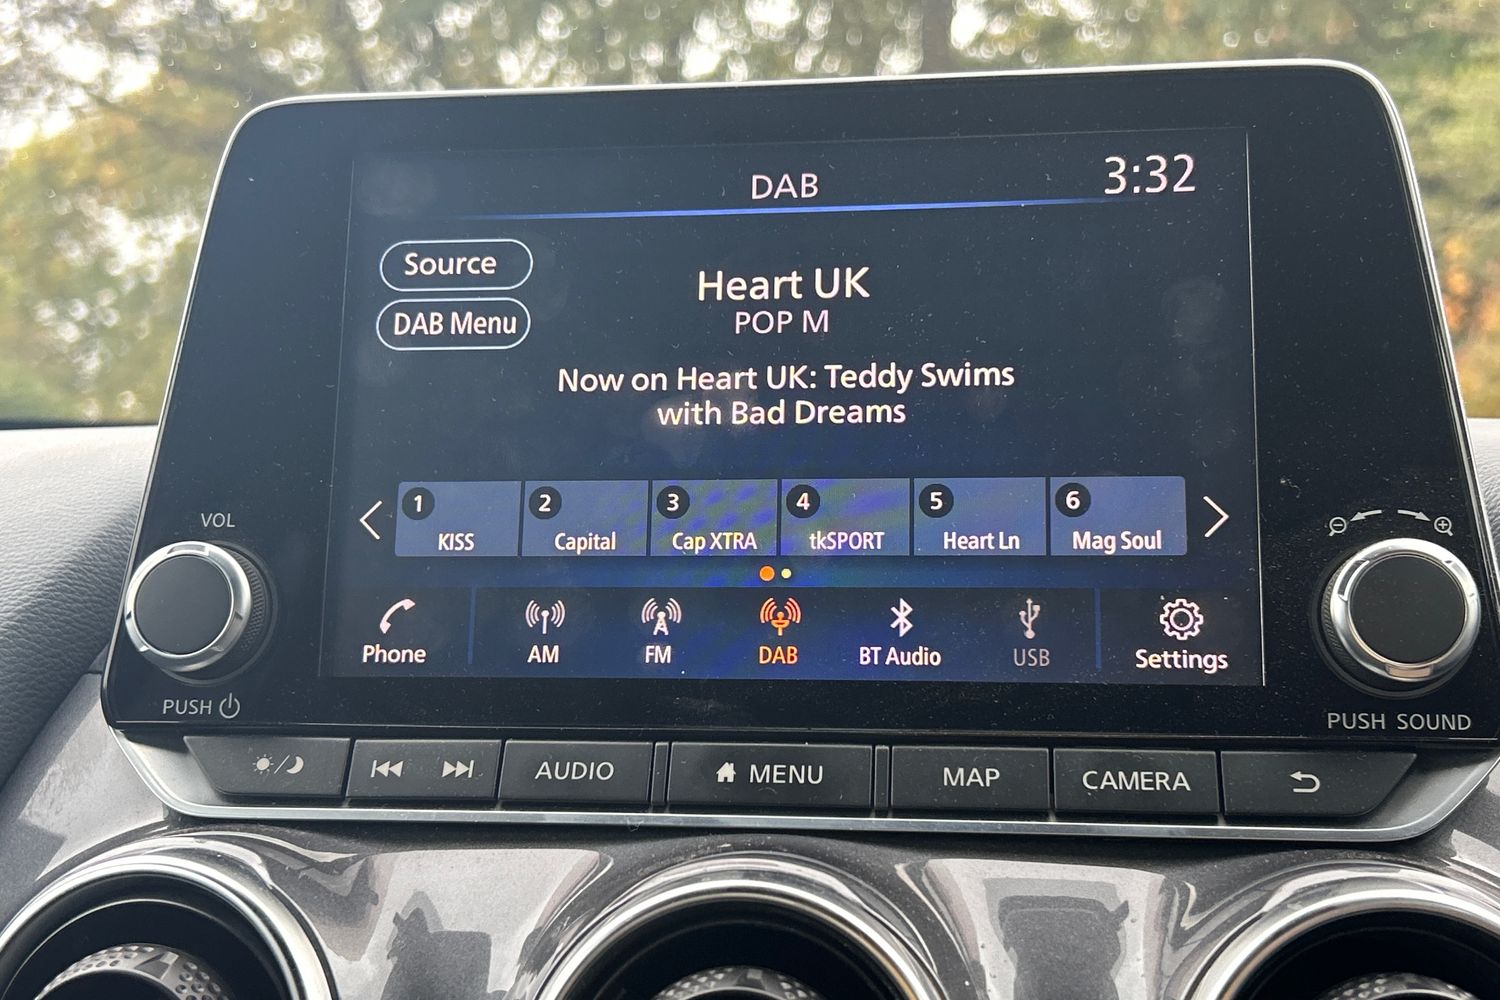 DAB
3:32
Source
Heart UK
POP M
DAB Menu
Now on Heart UK: Teddy Swims
with Bad Dreams
1 KISS
2 Capital
3 Cap XTRA
4 tkSPORT
5 Heart Ln
6 Mag Soul
VOL
PUSH
Phone
AM
FM
DAB
BT Audio
USB
Settings
PUSH SOUND
AUDIO
MENU
MAP
CAMERA